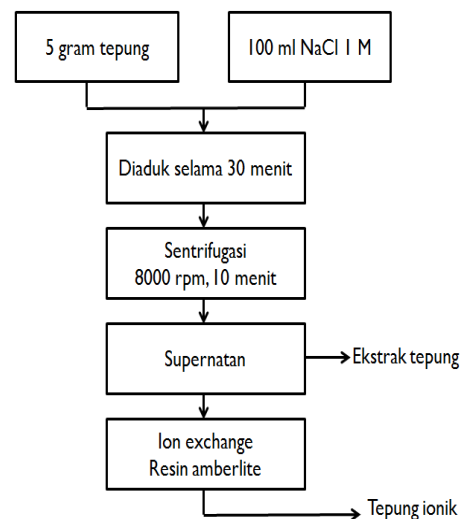 5 gram tepung
100 ml NaCl 1 M
Diaduk selama 30 menit
Sentrifugasi
8000 rpm, 10 menit
Supernatan
Ekstrak tepung
Ion exchange
Resin amberlite
Tepung ionik